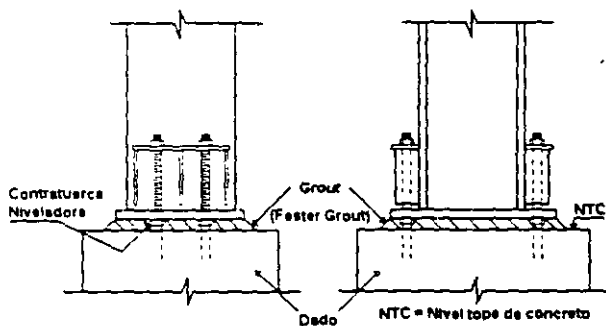 Contratuerca
Niveladora
Grout
(Fester Grout)
NTC
Dado
NTC = Nivel tope de concreto